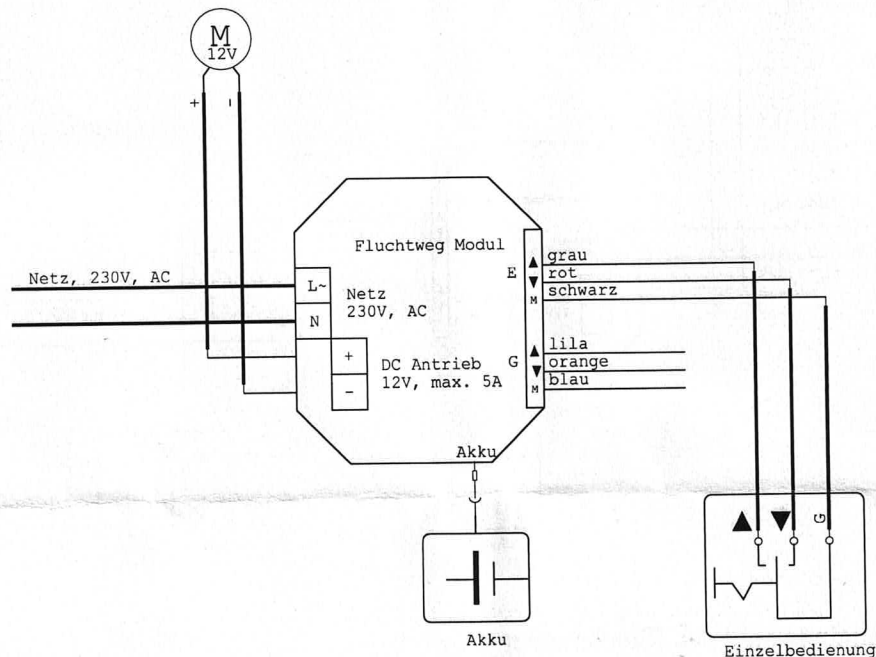 M
12V
+ -
Fluchtweg Modul
Netz, 230V, AC
L~
N
Netz
230V, AC
+
-
DC Antrieb
12V, max. 5A
E
▲
▼
M
grau
rot
schwarz
G
▲
▼
M
lila
orange
blau
Akku
▲ ▼ G
Akku
Einzelbedienung